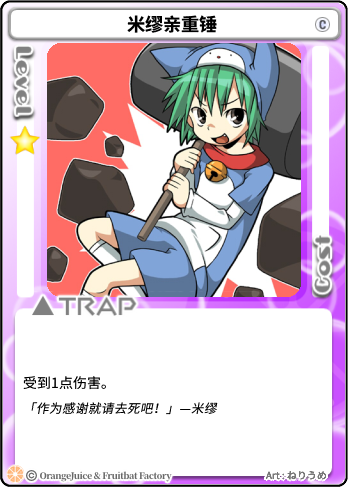 米缪亲重锤
C
Level
Cost
▲TRAP
受到1点伤害。
「作为感谢就请去死吧！」—米缪
© OrangeJuice & Fruitbat Factory
Art.: ねりうめ